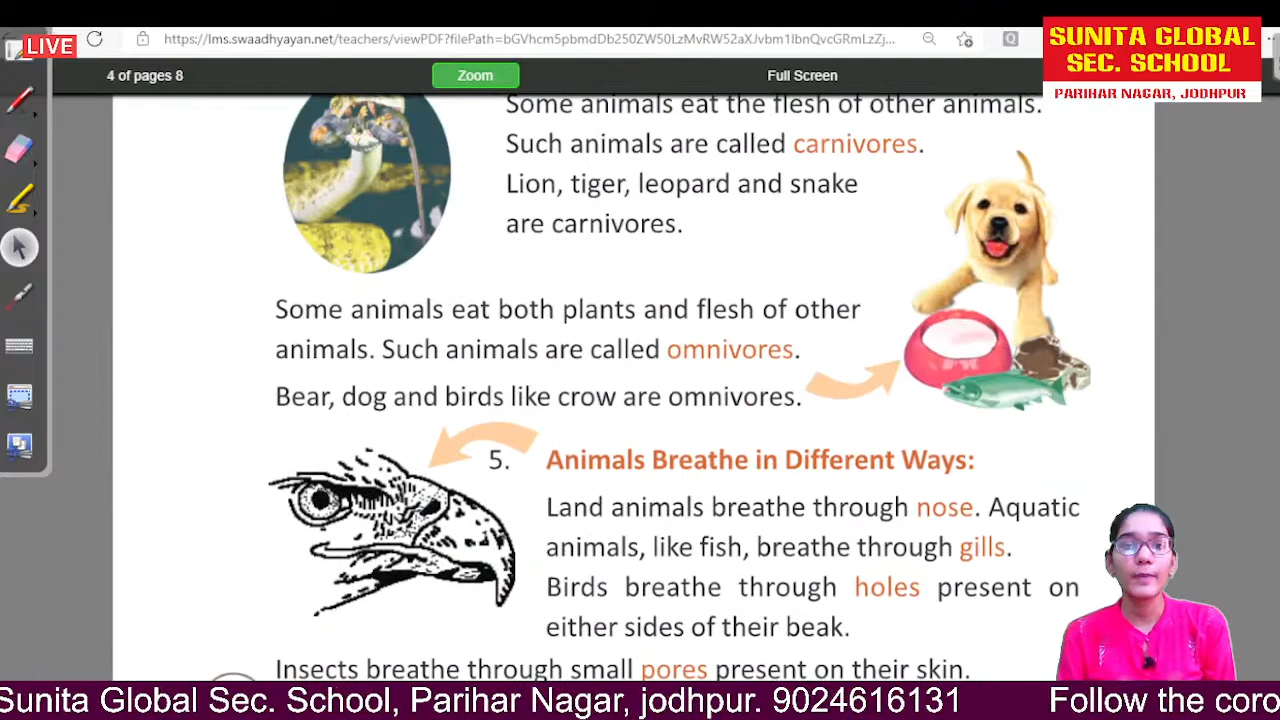 LIVE
https://lms.swaadhyayan.net/teachers/viewPDF?filePath=bGVhcm5pbmdDb250ZW50LzMvRW52aXJvbm1lbnQvcGRmLzZj...
SUNITA GLOBAL
SEC. SCHOOL
PARIHAR NAGAR, JODHPUR
4 of pages 8
Zoom
Full Screen
Some animals eat the flesh of other animals.
Such animals are called carnivores.
Lion, tiger, leopard and snake
are carnivores.
Some animals eat both plants and flesh of other
animals. Such animals are called omnivores.
Bear, dog and birds like crow are omnivores.
5. Animals Breathe in Different Ways:
Land animals breathe through nose. Aquatic
animals, like fish, breathe through gills.
Birds breathe through holes present on
either sides of their beak.
Insects breathe through small pores present on their skin.
Sunita Global Sec. School, Parihar Nagar, jodhpur. 9024616131 Follow the coro